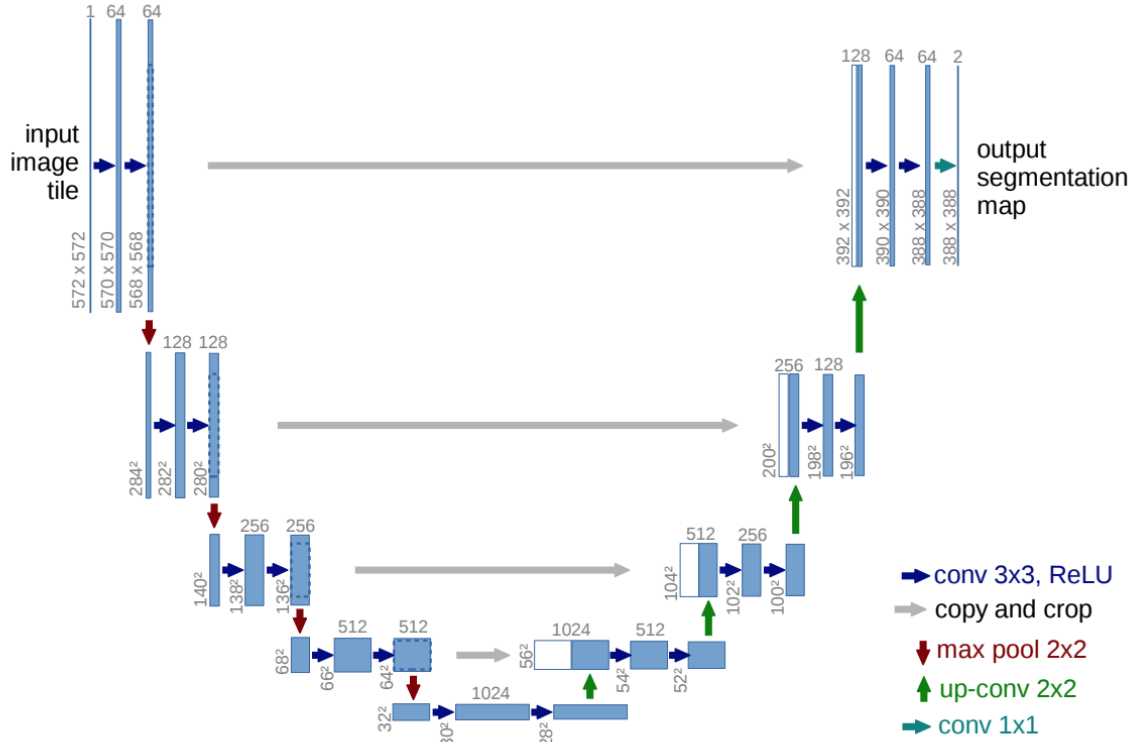 1 64 64
128 64 64 2
input
image
tile
output
segmentation
map
572 x 572
570 x 570
568 x 568
392 x 392
390 x 390
388 x 388
388 x 388
128 128
256 128
284²
282²
280²
200²
198²
196²
256 256
512 256
140²
138²
136²
104²
102²
100²
conv 3x3, ReLU
copy and crop
max pool 2x2
up-conv 2x2
conv 1x1
512 512
1024 512
68²
66²
64²
56²
54²
52²
1024
32²
30²
28²